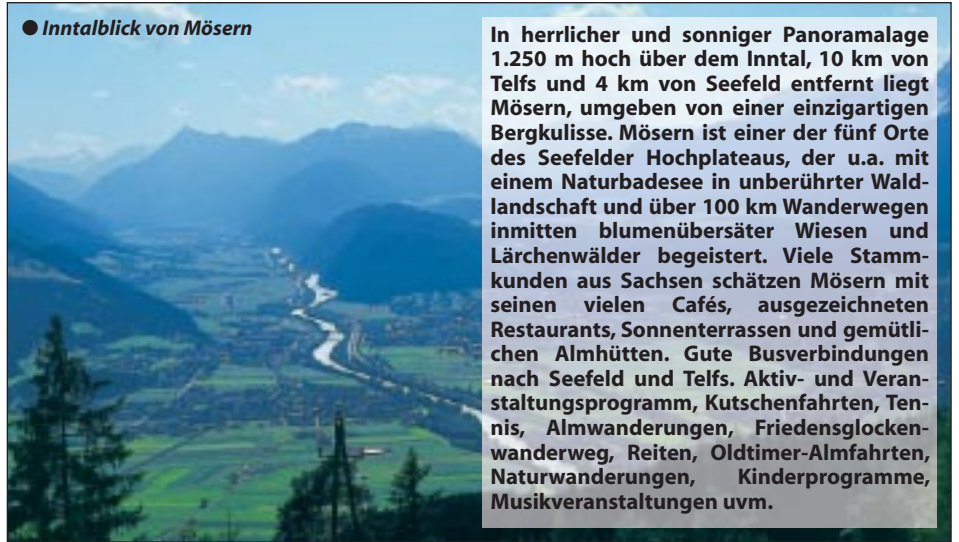 ● Inntalblick von Mösern
In herrlicher und sonniger Panoramalage
1.250 m hoch über dem Inntal, 10 km von
Telfs und 4 km von Seefeld entfernt liegt
Mösern, umgeben von einer einzigartigen
Bergkulisse. Mösern ist einer der fünf Orte
des Seefelder Hochplateaus, der u.a. mit
einem Naturbadesee in unberührter Wald-
landschaft und über 100 km Wanderwegen
inmitten blumenübersäter Wiesen und
Lärchenwälder begeistert. Viele Stamm-
kunden aus Sachsen schätzen Mösern mit
seinen vielen Cafés, ausgezeichneten
Restaurants, Sonnenterrassen und gemütli-
chen Almhütten. Gute Busverbindungen
nach Seefeld und Telfs. Aktiv- und Veran-
staltungsprogramm, Kutschenfahrten, Ten-
nis, Almwanderungen, Friedensglocken-
wanderweg, Reiten, Oldtimer-Almfahrten,
Naturwanderungen, Kinderprogramme,
Musikveranstaltungen uvm.